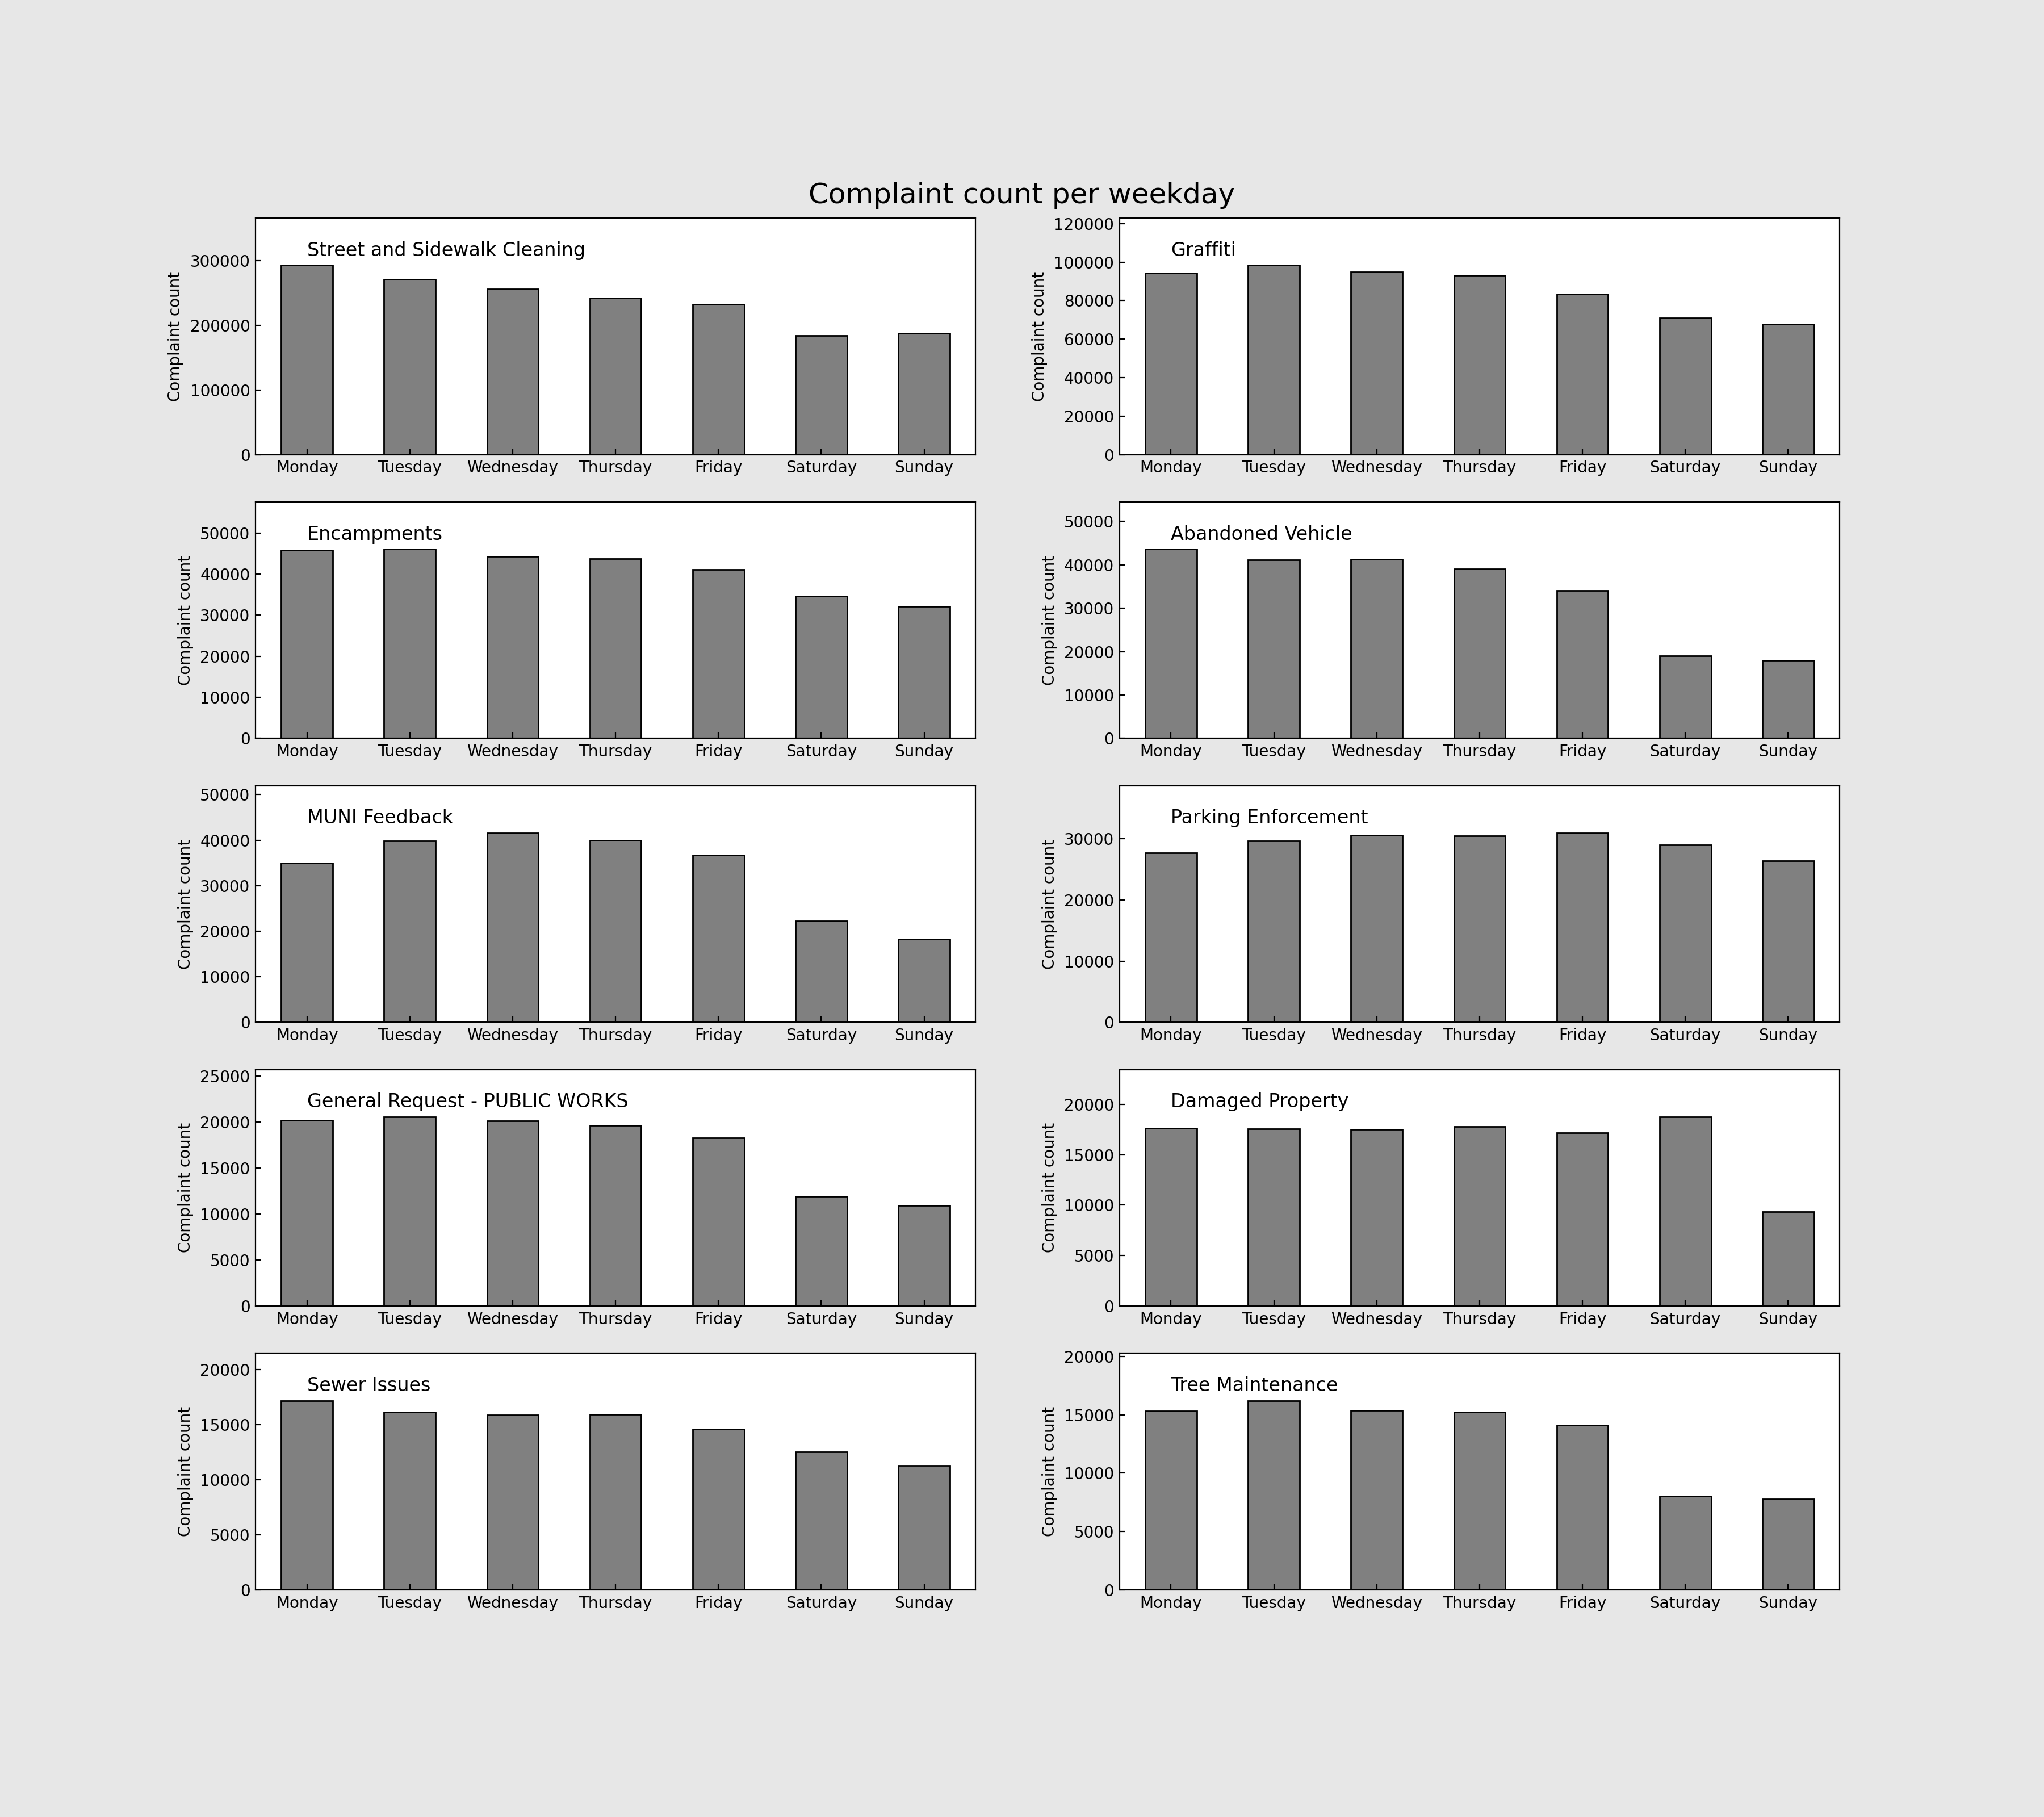 Complaint count per weekday
Street and Sidewalk Cleaning
Complaint count
300000
200000
100000
0
Monday Tuesday Wednesday Thursday Friday Saturday Sunday
Graffiti
Complaint count
120000
100000
80000
60000
40000
20000
0
Monday Tuesday Wednesday Thursday Friday Saturday Sunday
Encampments
Complaint count
50000
40000
30000
20000
10000
0
Monday Tuesday Wednesday Thursday Friday Saturday Sunday
Abandoned Vehicle
Complaint count
50000
40000
30000
20000
10000
0
Monday Tuesday Wednesday Thursday Friday Saturday Sunday
MUNI Feedback
Complaint count
50000
40000
30000
20000
10000
0
Monday Tuesday Wednesday Thursday Friday Saturday Sunday
Parking Enforcement
Complaint count
30000
20000
10000
0
Monday Tuesday Wednesday Thursday Friday Saturday Sunday
General Request - PUBLIC WORKS
Complaint count
25000
20000
15000
10000
5000
0
Monday Tuesday Wednesday Thursday Friday Saturday Sunday
Damaged Property
Complaint count
20000
15000
10000
5000
0
Monday Tuesday Wednesday Thursday Friday Saturday Sunday
Sewer Issues
Complaint count
20000
15000
10000
5000
0
Monday Tuesday Wednesday Thursday Friday Saturday Sunday
Tree Maintenance
Complaint count
20000
15000
10000
5000
0
Monday Tuesday Wednesday Thursday Friday Saturday Sunday